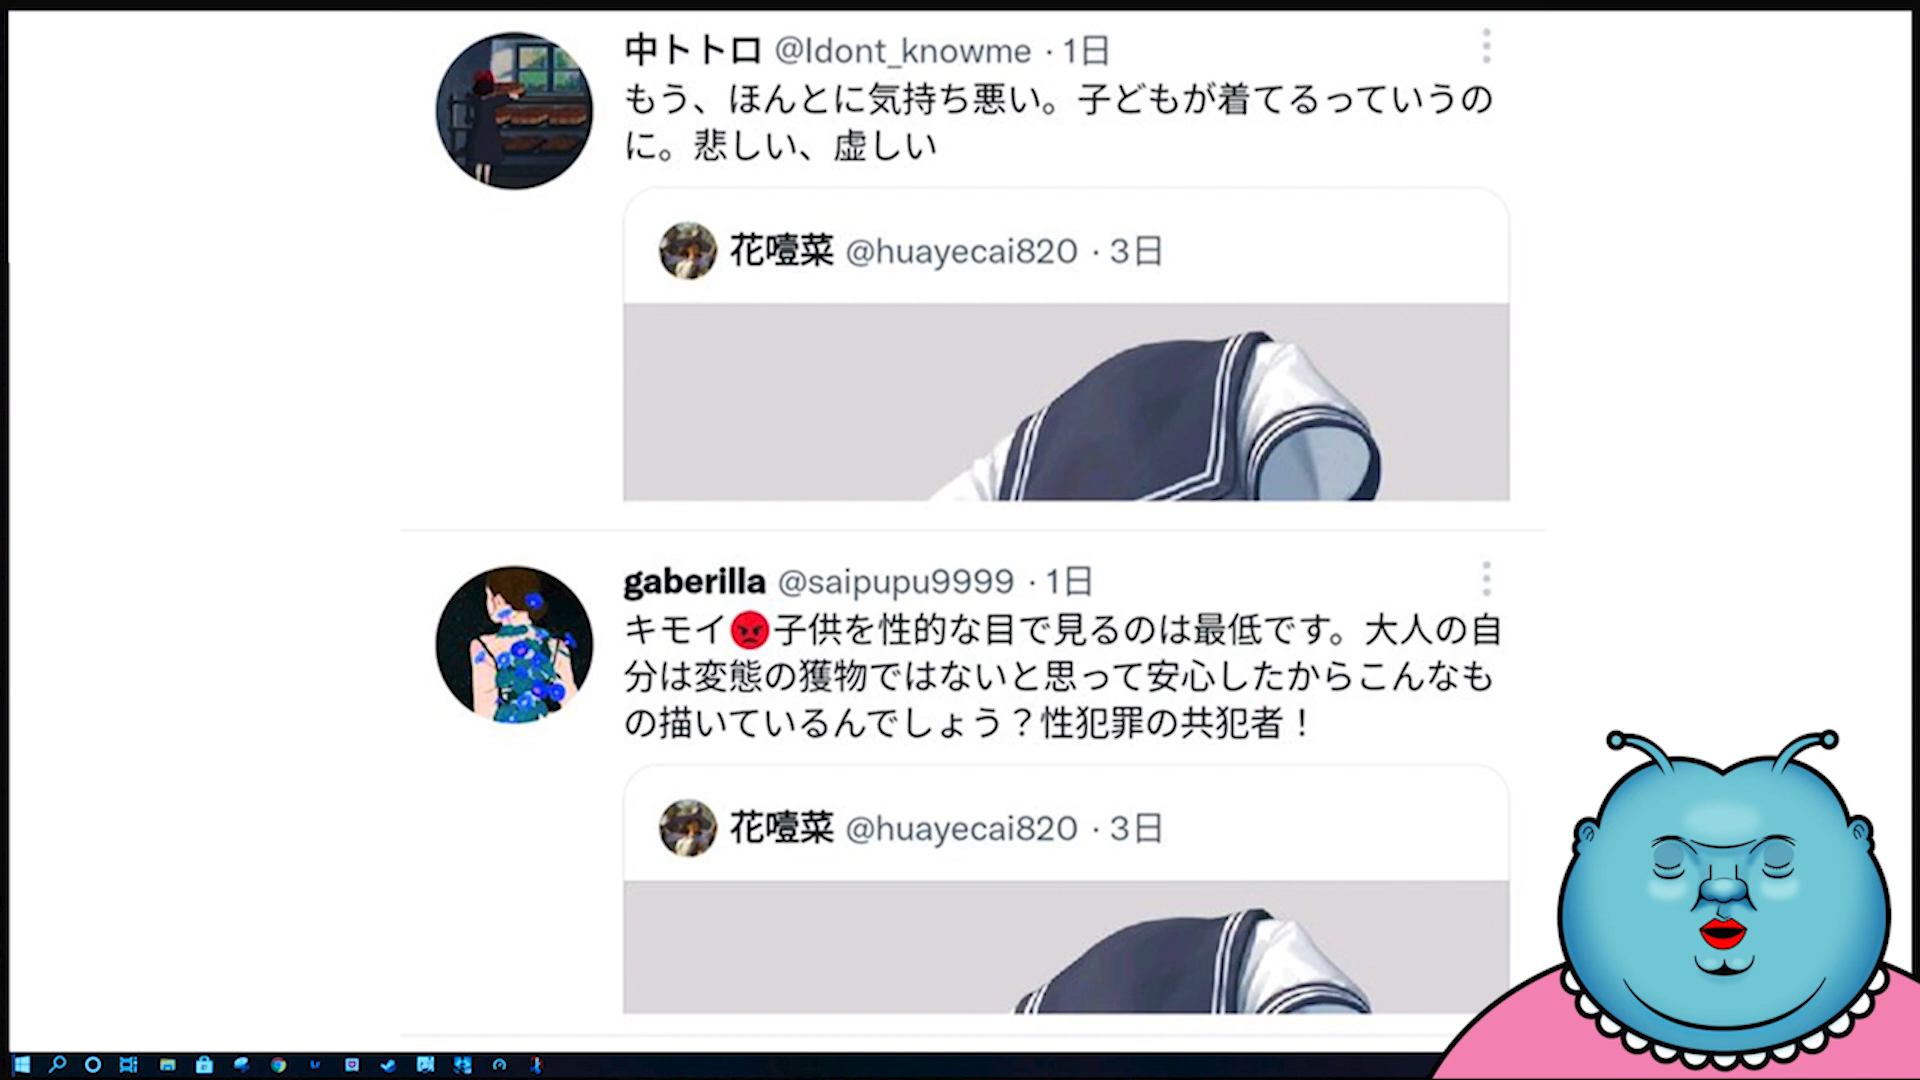 中トトロ @Idont_knowme · 1日
もう、ほんとに気持ち悪い。子どもが着てるっていうの
に。悲しい、虚しい
花噎菜 @huayecai820 · 3日
gaberilla @saipupu9999 · 1日
キモイ😡子供を性的な目で見るのは最低です。大人の自
分は変態の獲物ではないと思って安心したからこんなも
の描いているんでしょう？性犯罪の共犯者！
花噎菜 @huayecai820 · 3日